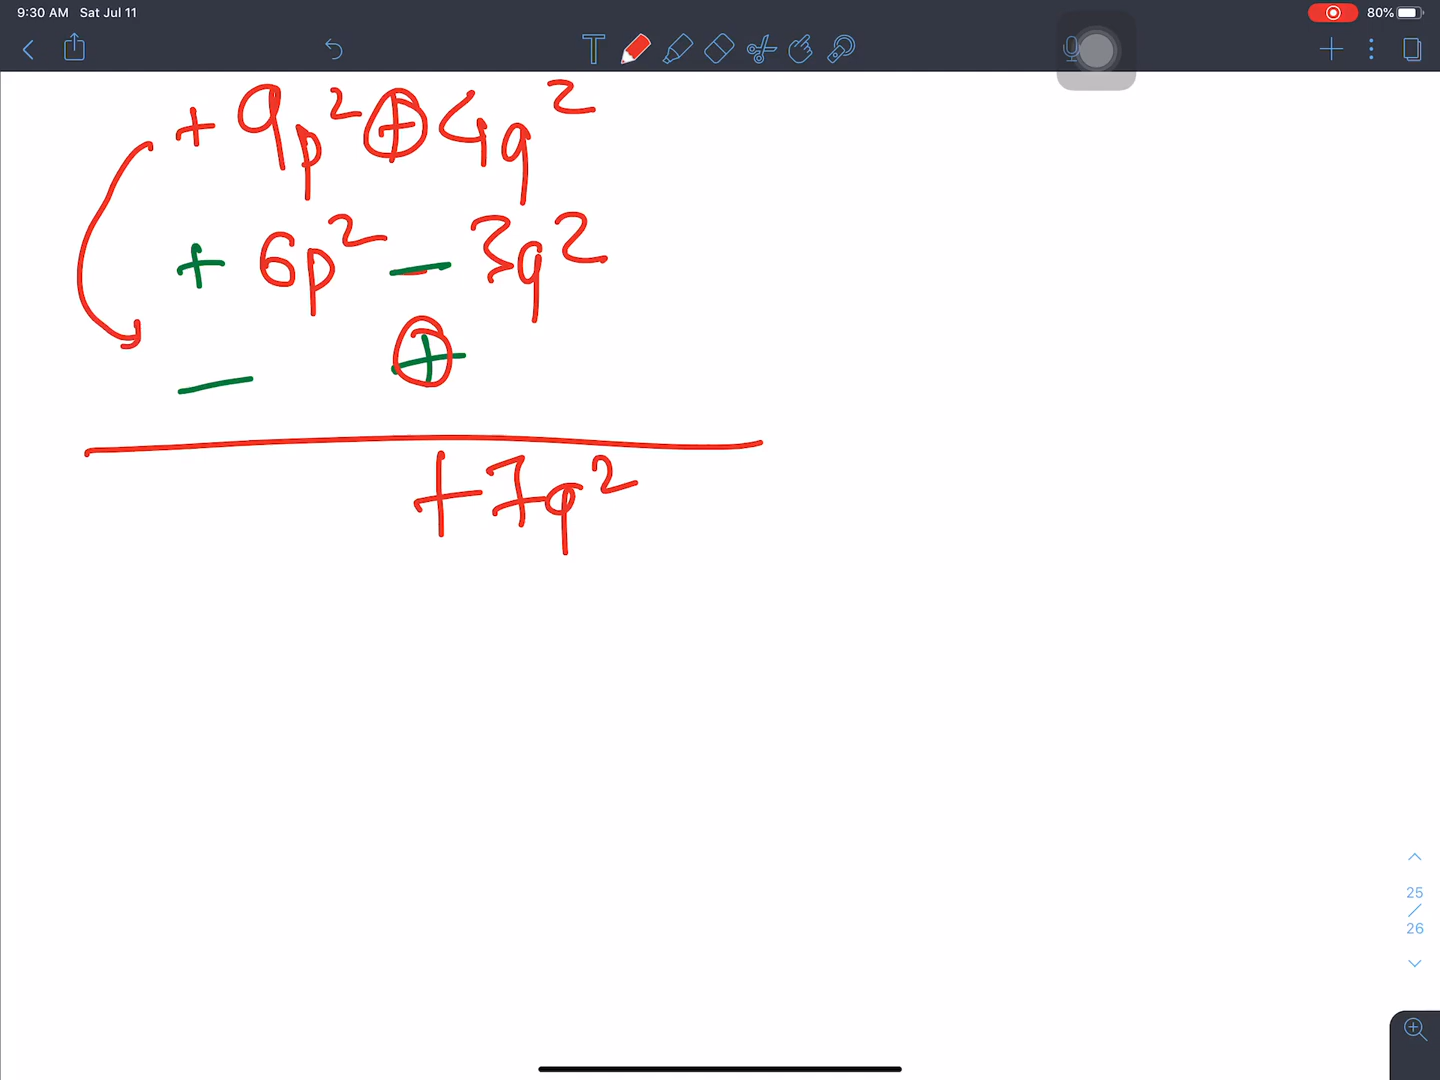 9:30 AM Sat Jul 11 80%
T
+ 9p² + 4q²
+ 6p² - 3q²
- +
+7q²
25
/
26